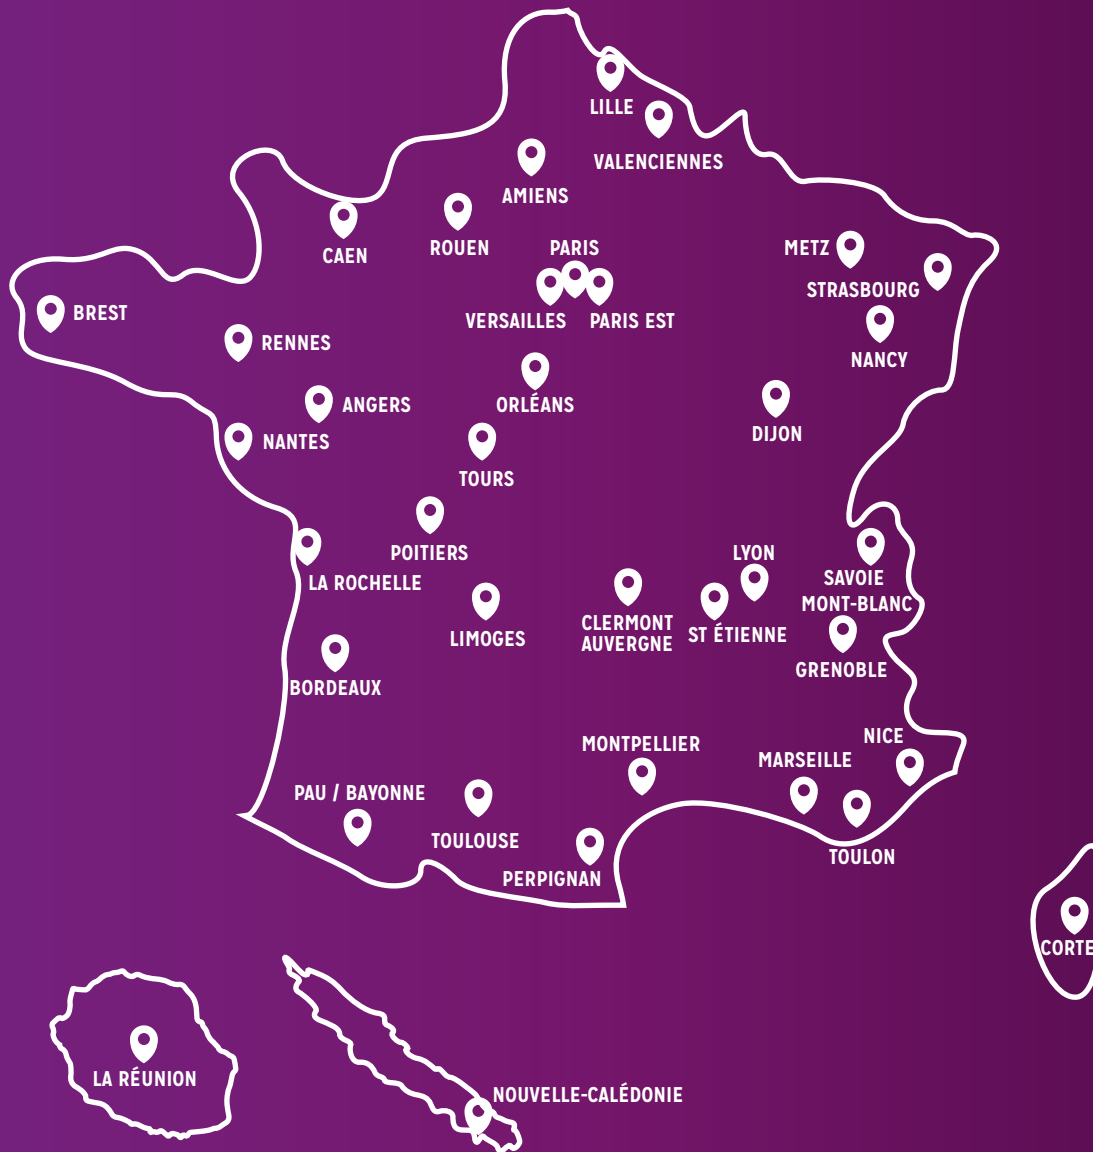 LILLE
VALENCIENNES
AMIENS
CAEN
ROUEN
PARIS
METZ
STRASBOURG
BREST
VERSAILLES
PARIS EST
RENNES
NANCY
ANGERS
ORLÉANS
DIJON
NANTES
TOURS
POITIERS
LYON
LA ROCHELLE
SAVOIE
MONT-BLANC
LIMOGES
CLERMONT
AUVERGNE
ST ÉTIENNE
GRENOBLE
BORDEAUX
NICE
MONTPELLIER
MARSEILLE
PAU / BAYONNE
TOULOUSE
TOULON
PERPIGNAN
CORTE
LA RÉUNION
NOUVELLE-CALÉDONIE